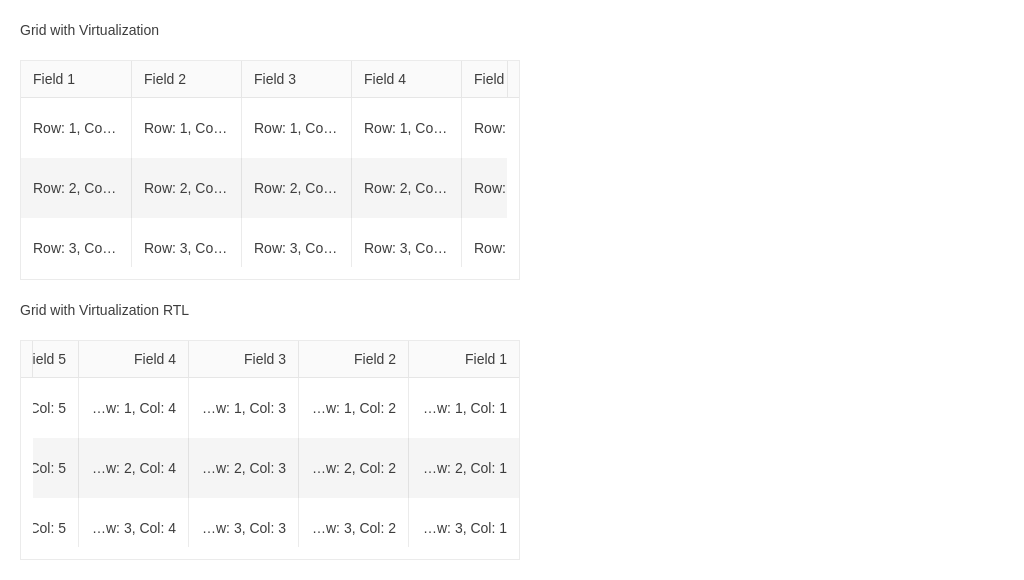 Grid with Virtualization
Field 1 Field 2 Field 3 Field 4 Field
Row: 1, Co… Row: 1, Co… Row: 1, Co… Row: 1, Co… Row:
Row: 2, Co… Row: 2, Co… Row: 2, Co… Row: 2, Co… Row:
Row: 3, Co… Row: 3, Co… Row: 3, Co… Row: 3, Co… Row:
Grid with Virtualization RTL
ield 5 Field 4 Field 3 Field 2 Field 1
Col: 5 …w: 1, Col: 4 …w: 1, Col: 3 …w: 1, Col: 2 …w: 1, Col: 1
Col: 5 …w: 2, Col: 4 …w: 2, Col: 3 …w: 2, Col: 2 …w: 2, Col: 1
Col: 5 …w: 3, Col: 4 …w: 3, Col: 3 …w: 3, Col: 2 …w: 3, Col: 1